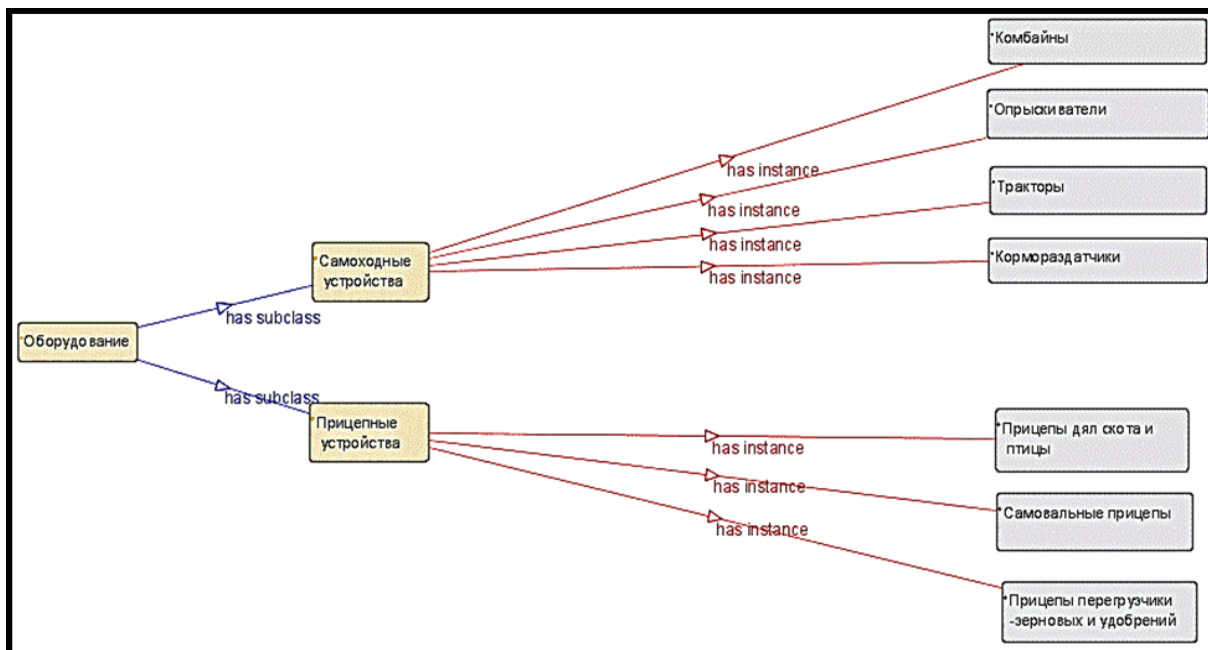 Комбайны
Опрыскиватели
has instance
Тракторы
has instance
has instance
Самоходные
устройства
has instance
Кормораздатчики
has subclass
Оборудование
has subclass
Прицепные
устройства
has instance
Прицепы дял скота и
птицы
has instance
Самовальные прицепы
has instance
Прицепы перегрузчики
-зерновых и удобрений